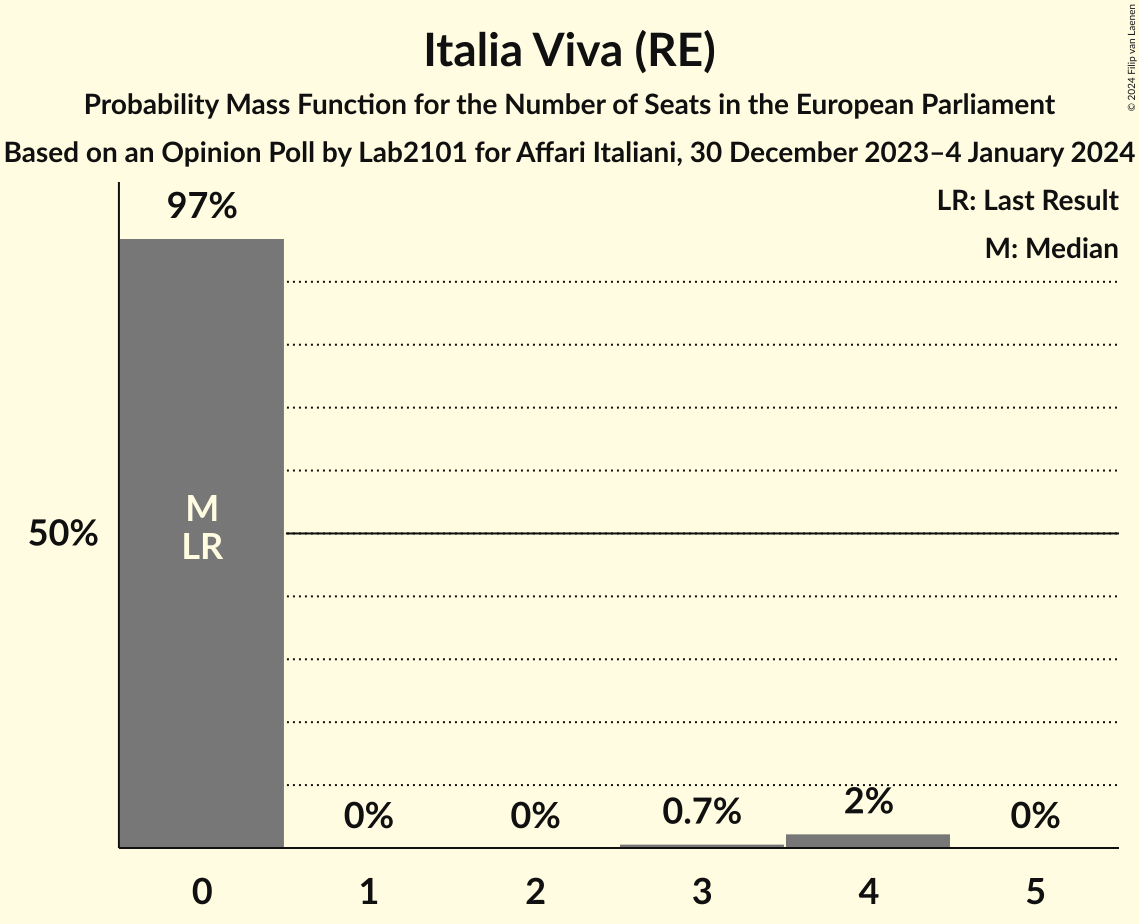 Italia Viva (RE)
Probability Mass Function for the Number of Seats in the European Parliament
Based on an Opinion Poll by Lab2101 for Affari Italiani, 30 December 2023–4 January 2024
© 2024 Filip van Laenen
LR: Last Result
M: Median
97%
M
LR
50%
0%
0%
0.7%
2%
0%
0
1
2
3
4
5